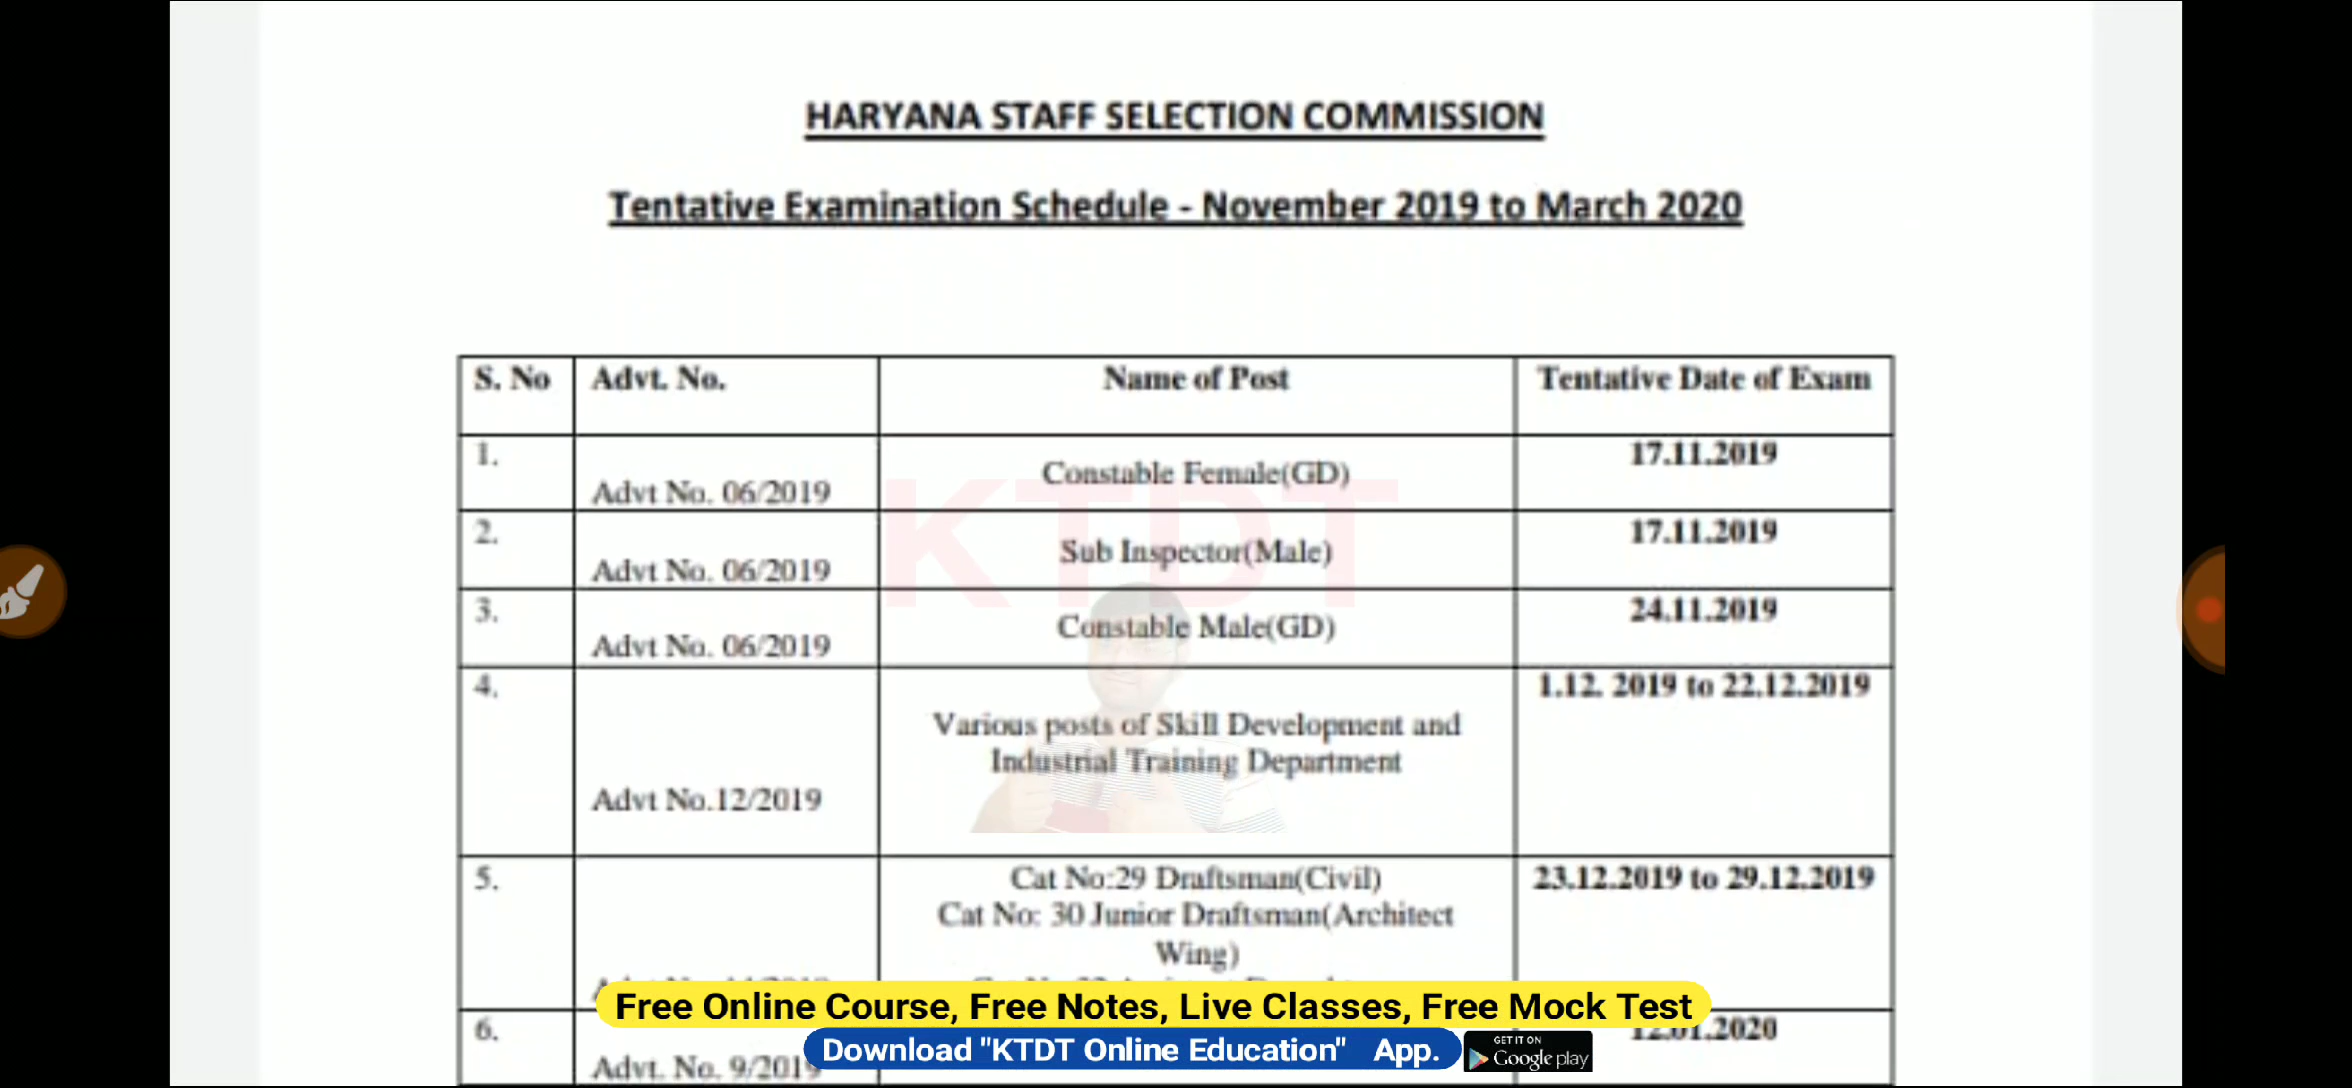 HARYANA STAFF SELECTION COMMISSION
Tentative Examination Schedule - November 2019 to March 2020
S. No Advt. No. Name of Post Tentative Date of Exam
1. Advt No. 06/2019 Constable Female(GD) 17.11.2019
2. Advt No. 06/2019 Sub Inspector(Male) 17.11.2019
3. Advt No. 06/2019 Constable Male(GD) 24.11.2019
4. Advt No.12/2019 Various posts of Skill Development and 1.12. 2019 to 22.12.2019
Industrial Training Department
5. Cat No:29 Draftsman(Civil) 23.12.2019 to 29.12.2019
Cat No: 30 Junior Draftsman(Architect
Wing)
6. Advt. No. 9/2019 12.01.2020
KTDT
Free Online Course, Free Notes, Live Classes, Free Mock Test
Download "KTDT Online Education" App.
GET IT ON
Google play